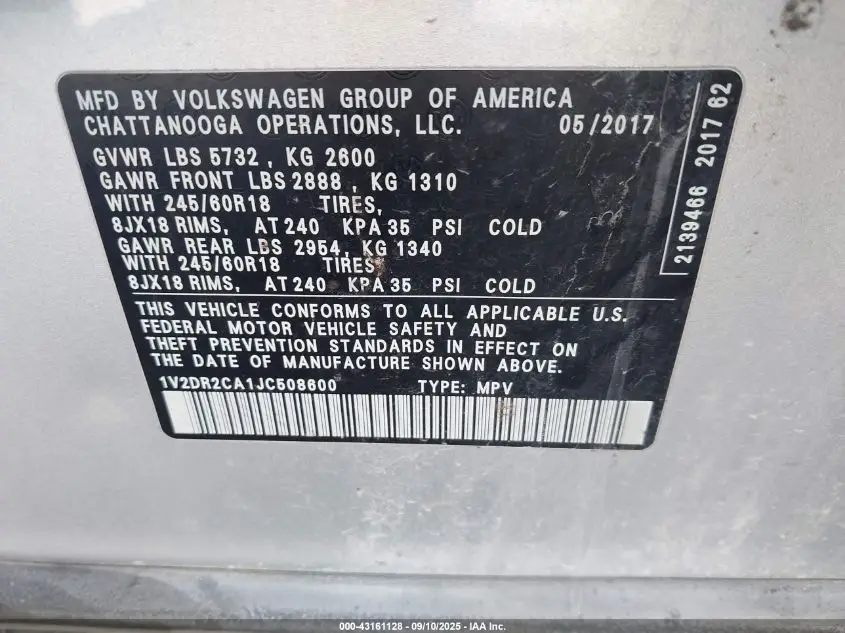 MFD BY VOLKSWAGEN GROUP OF AMERICA
CHATTANOOGA OPERATIONS, LLC. 05/2017
GVWR LBS 5732 , KG 2600
GAWR FRONT LBS 2888 , KG 1310
WITH 245/60R18 TIRES,
8JX18 RIMS, AT 240 KPA 35 PSI COLD
GAWR REAR LBS 2954, KG 1340
WITH 245/60R18 TIRES
8JX18 RIMS, AT 240 KPA 35 PSI COLD
THIS VEHICLE CONFORMS TO ALL APPLICABLE U.S.
FEDERAL MOTOR VEHICLE SAFETY AND
THEFT PREVENTION STANDARDS IN EFFECT ON
THE DATE OF MANUFACTURE SHOWN ABOVE.
1V2DR2CA1JC508600 TYPE: MPV
2139466 2017 62
000-43161128 - 09/10/2025 - IAA Inc.